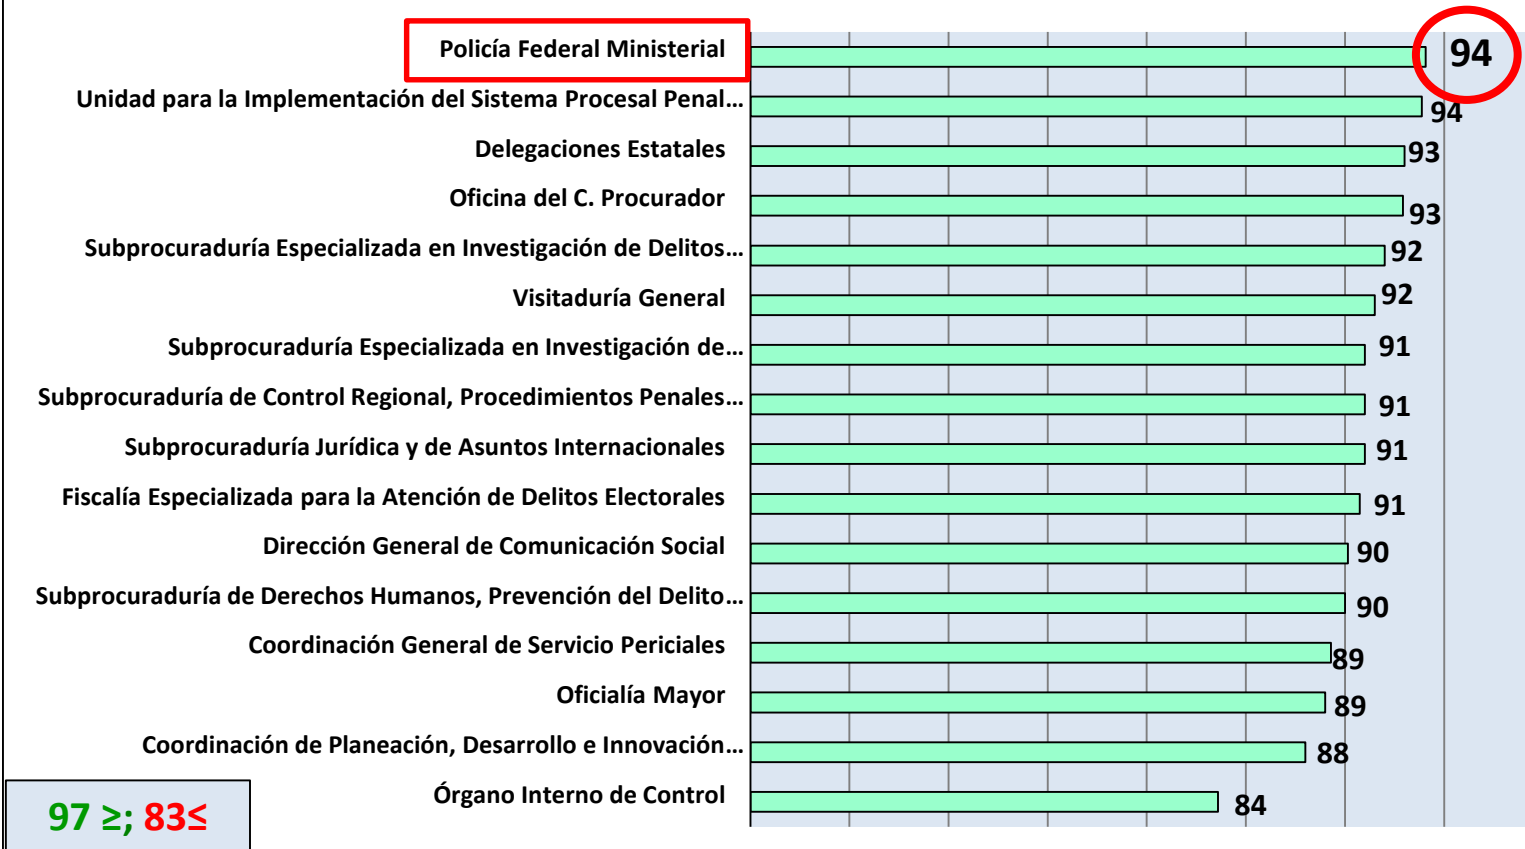 Policía Federal Ministerial 94
Unidad para la Implementación del Sistema Procesal Penal... 94
Delegaciones Estatales 93
Oficina del C. Procurador 93
Subprocuraduría Especializada en Investigación de Delitos... 92
Visitaduría General 92
Subprocuraduría Especializada en Investigación de... 91
Subprocuraduría de Control Regional, Procedimientos Penales... 91
Subprocuraduría Jurídica y de Asuntos Internacionales 91
Fiscalía Especializada para la Atención de Delitos Electorales 91
Dirección General de Comunicación Social 90
Subprocuraduría de Derechos Humanos, Prevención del Delito... 90
Coordinación General de Servicio Periciales 89
Oficialía Mayor 89
Coordinación de Planeación, Desarrollo e Innovación... 88
Órgano Interno de Control 84
97 ≥; 83≤